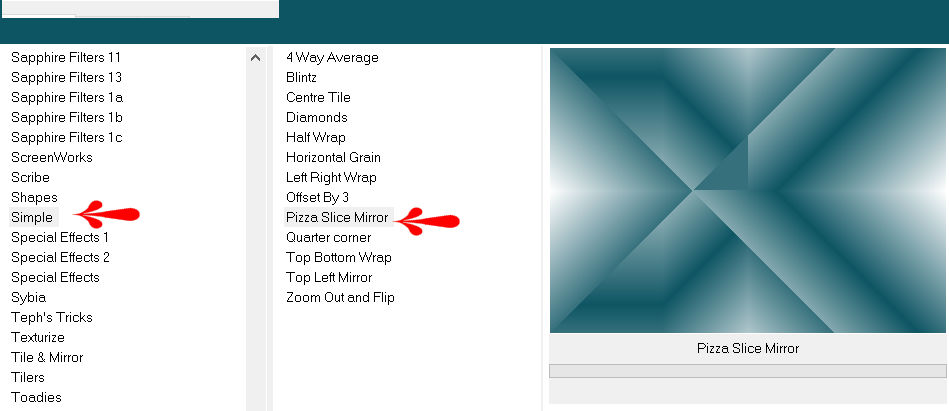 Sapphire Filters 11
Sapphire Filters 13
Sapphire Filters 1a
Sapphire Filters 1b
Sapphire Filters 1c
ScreenWorks
Scribe
Shapes
Simple
Special Effects 1
Special Effects 2
Special Effects
Sybia
Teph's Tricks
Texturize
Tile & Mirror
Tilers
Toadies
4 Way Average
Blintz
Centre Tile
Diamonds
Half Wrap
Horizontal Grain
Left Right Wrap
Offset By 3
Pizza Slice Mirror
Quarter corner
Top Bottom Wrap
Top Left Mirror
Zoom Out and Flip
Pizza Slice Mirror